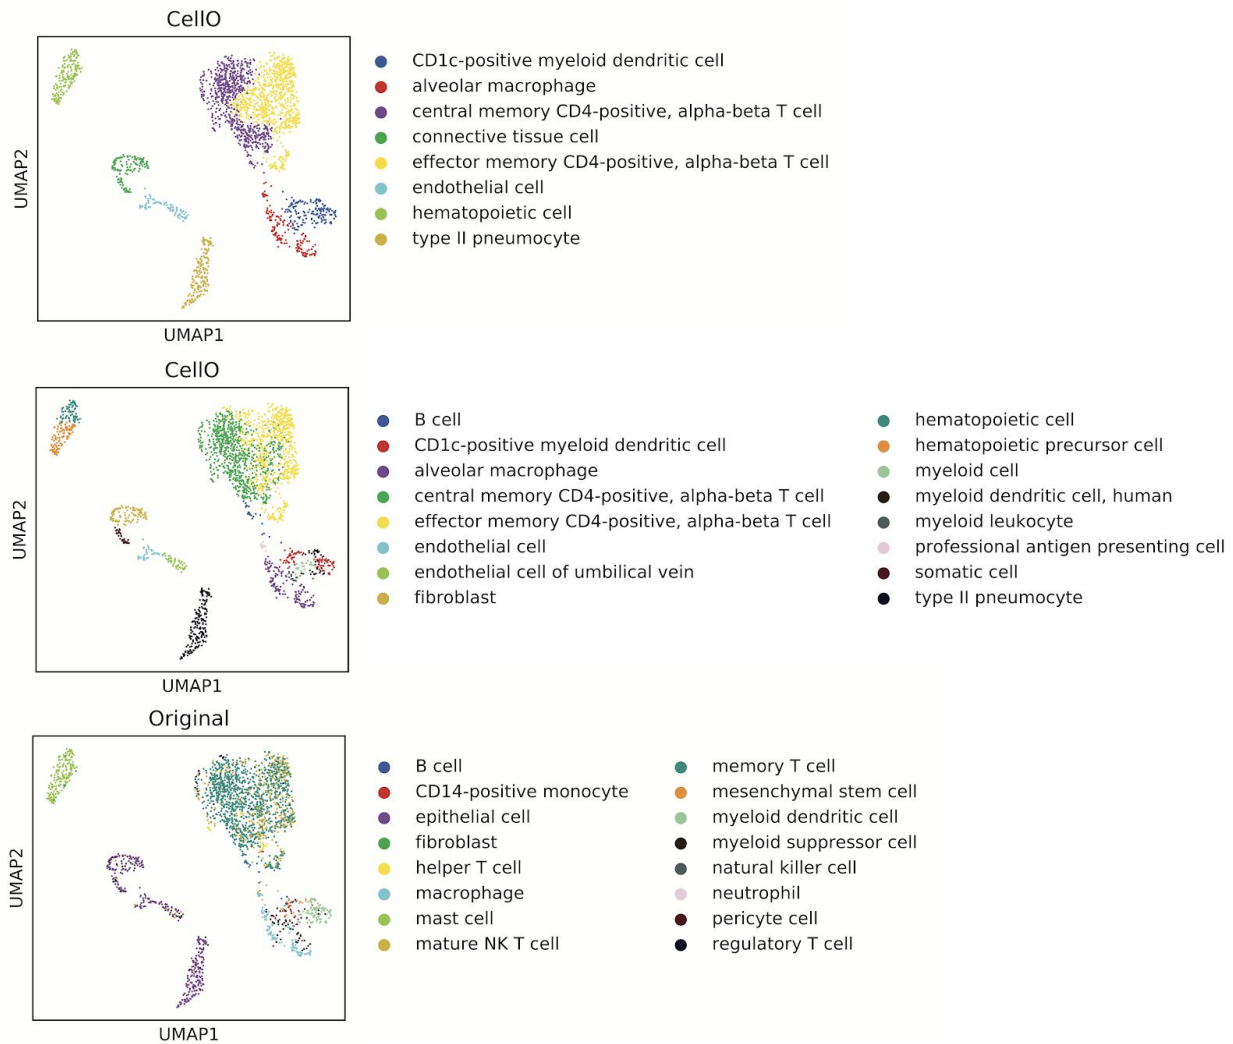 CellO
CD1c-positive myeloid dendritic cell
alveolar macrophage
central memory CD4-positive, alpha-beta T cell
connective tissue cell
effector memory CD4-positive, alpha-beta T cell
endothelial cell
hematopoietic cell
type II pneumocyte
UMAP2
UMAP1
CellO
B cell
CD1c-positive myeloid dendritic cell
alveolar macrophage
central memory CD4-positive, alpha-beta T cell
effector memory CD4-positive, alpha-beta T cell
endothelial cell
endothelial cell of umbilical vein
fibroblast
hematopoietic cell
hematopoietic precursor cell
myeloid cell
myeloid dendritic cell, human
myeloid leukocyte
professional antigen presenting cell
somatic cell
type II pneumocyte
UMAP2
UMAP1
Original
B cell
CD14-positive monocyte
epithelial cell
fibroblast
helper T cell
macrophage
mast cell
mature NK T cell
memory T cell
mesenchymal stem cell
myeloid dendritic cell
myeloid suppressor cell
natural killer cell
neutrophil
pericyte cell
regulatory T cell
UMAP2
UMAP1